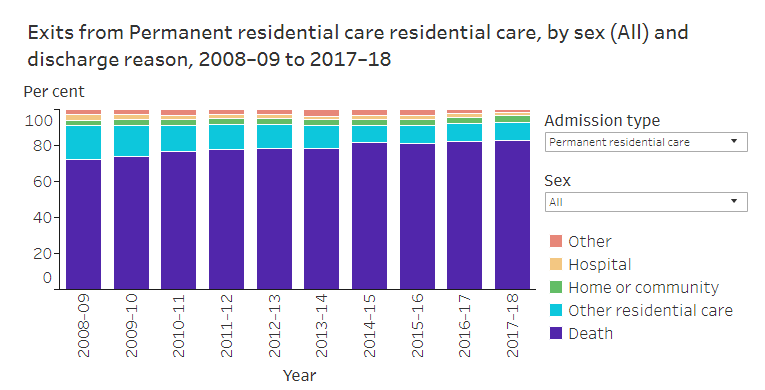 Exits from Permanent residential care residential care, by sex (All) and
discharge reason, 2008–09 to 2017–18
Per cent
100
80
60
40
20
0
2008–09
2009–10
2010–11
2011–12
2012–13
2013–14
2014–15
2015–16
2016–17
2017–18
Year
Admission type
Permanent residential care
Sex
All
Other
Hospital
Home or community
Other residential care
Death